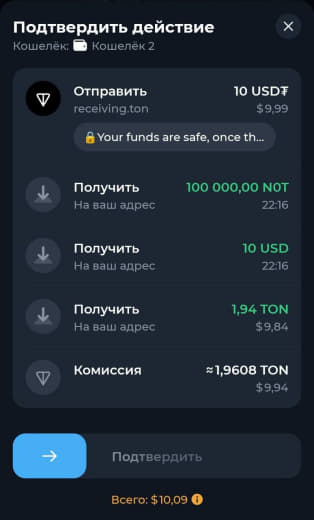 Подтвердить действие
Кошелёк: Кошелёк 2
Отправить 10 USD₮
receiving.ton $9,99
🔒Your funds are safe, once th...
Получить 100 000,00 N0T
На ваш адрес 22:16
Получить 10 USD
На ваш адрес 22:16
Получить 1,94 TON
На ваш адрес $9,84
Комиссия ≈1,9608 TON
$9,94
Подтвердить
Всего: $10,09